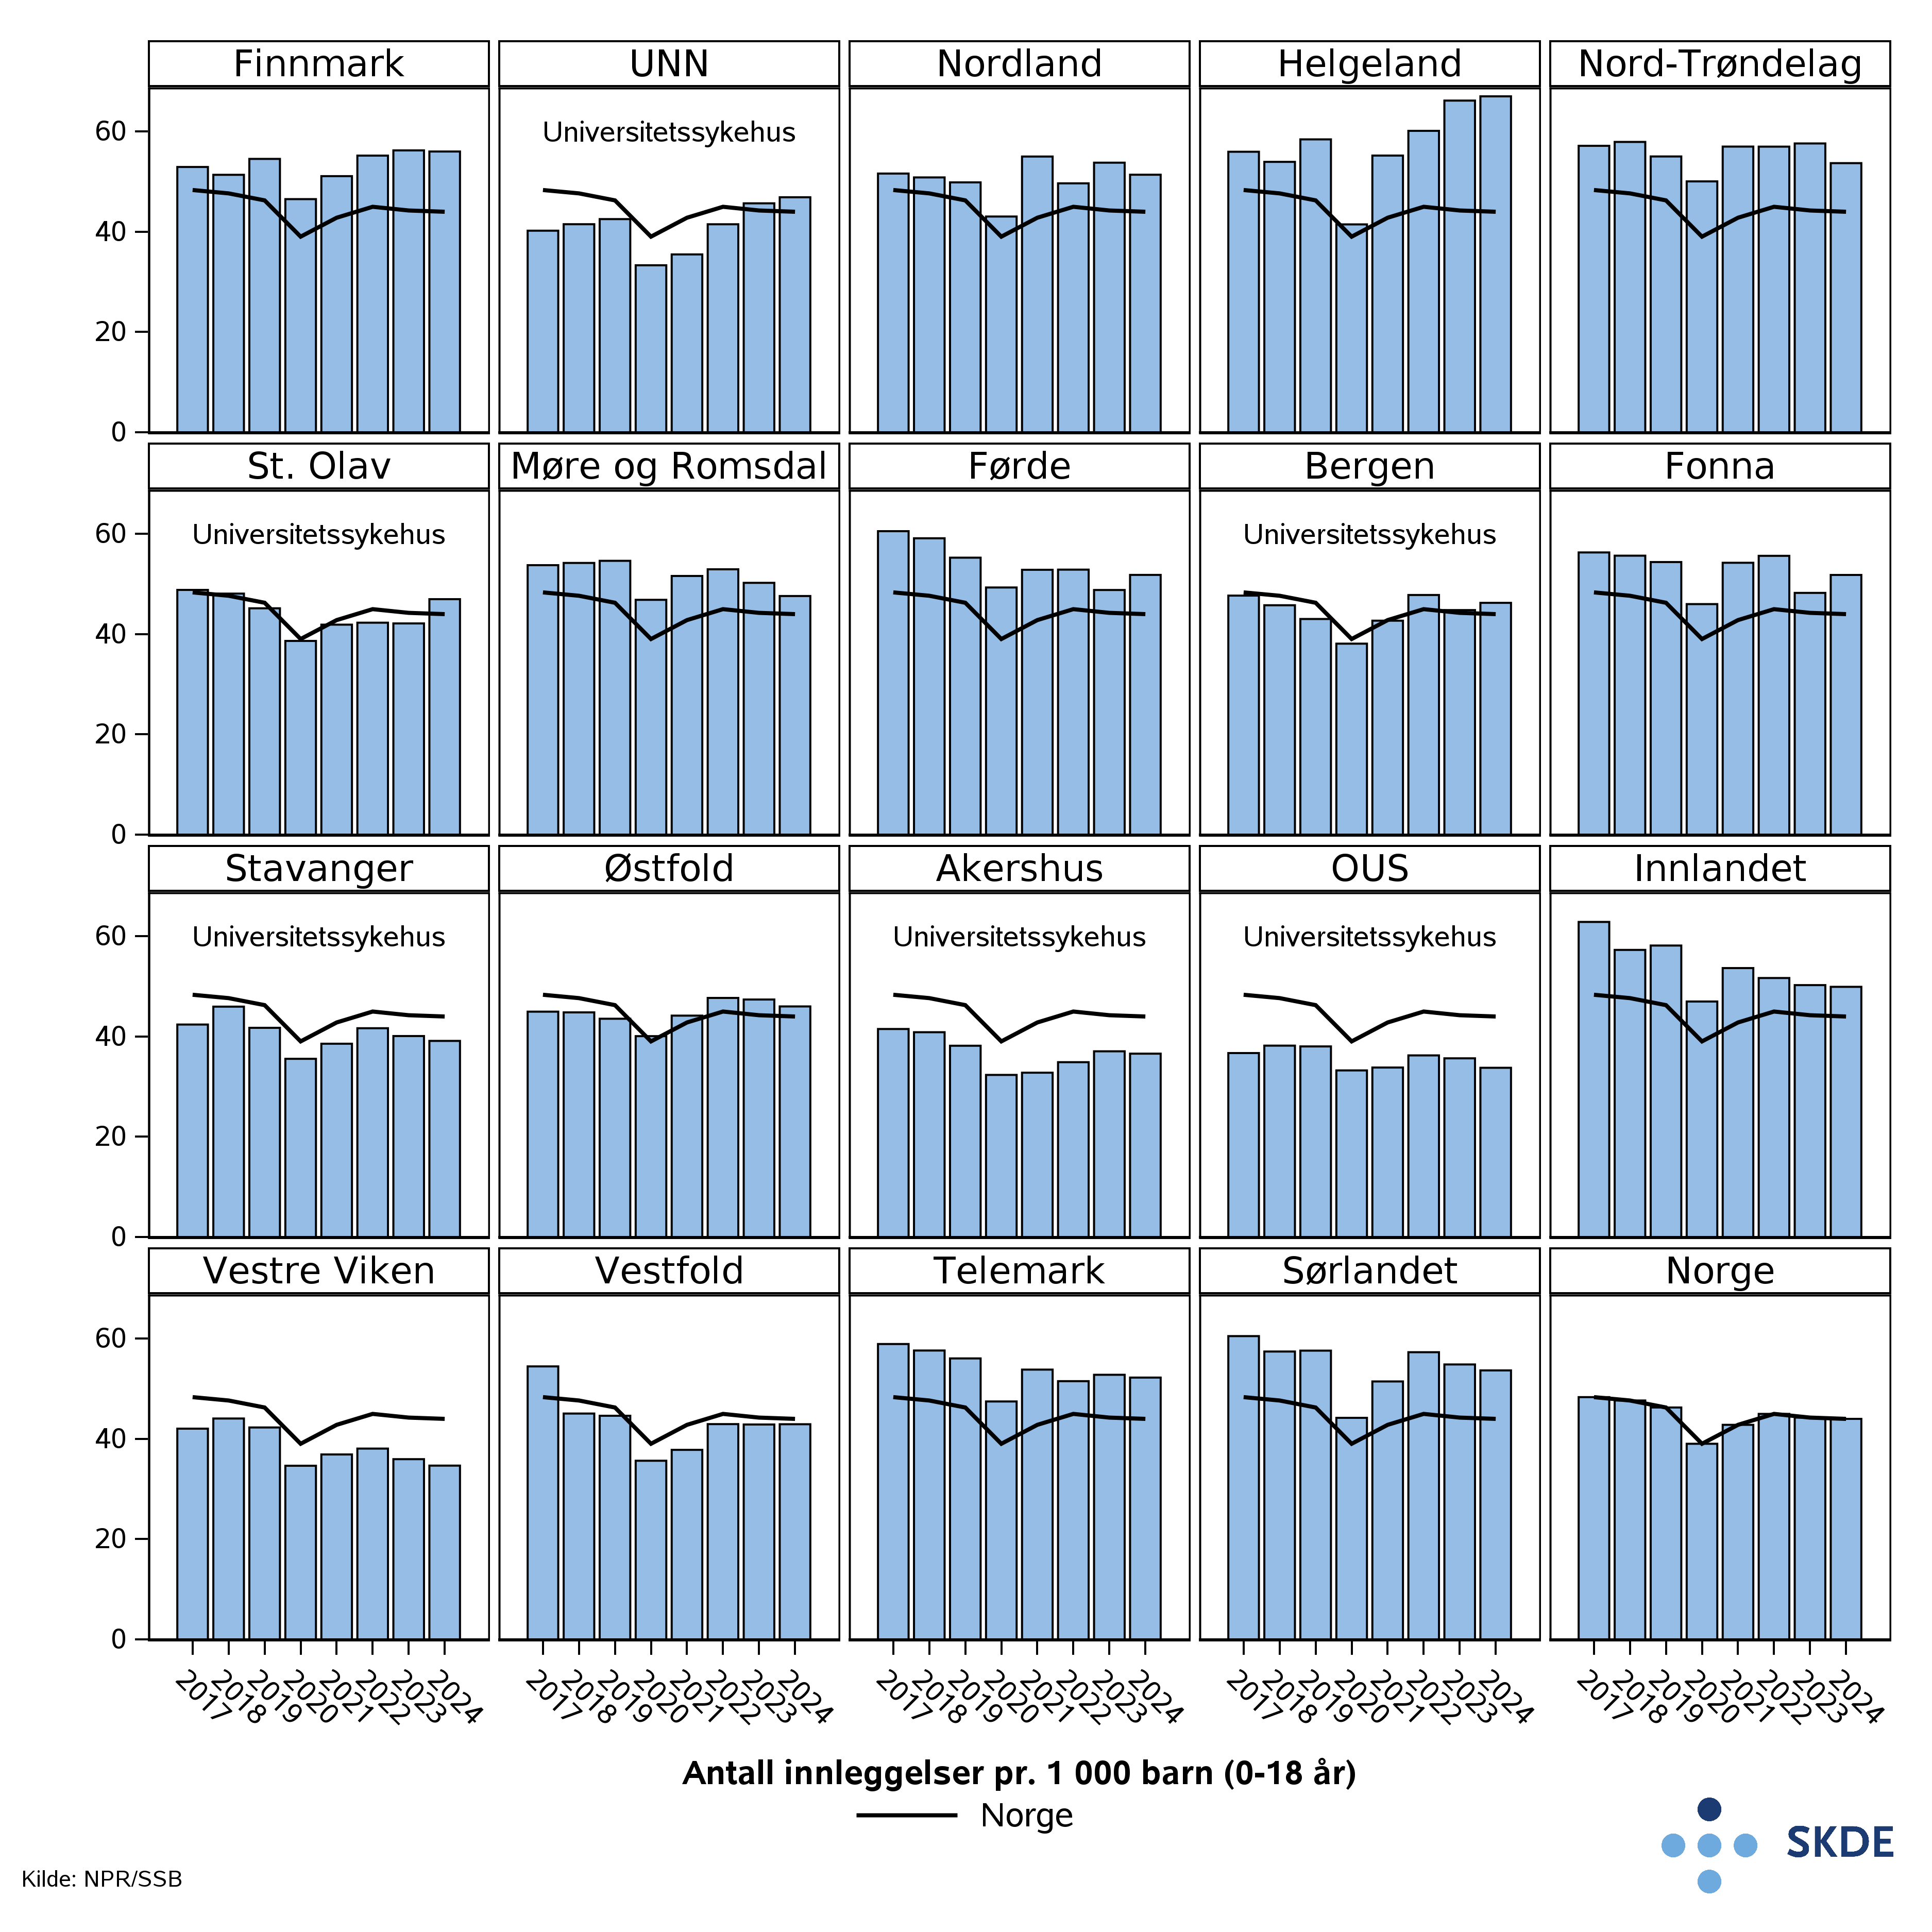 Finnmark UNN Nordland Helgeland Nord-Trøndelag
60
Universitetssykehus
40
20
0
St. Olav Møre og Romsdal Førde Bergen Fonna
60
Universitetssykehus Universitetssykehus
40
20
0
Stavanger Østfold Akershus OUS Innlandet
60
Universitetssykehus Universitetssykehus Universitetssykehus
40
20
0
Vestre Viken Vestfold Telemark Sørlandet Norge
60
40
20
0
2017 2018 2019 2020 2021 2022 2023 2024 2017 2018 2019 2020 2021 2022 2023 2024 2017 2018 2019 2020 2021 2022 2023 2024 2017 2018 2019 2020 2021 2022 2023 2024 2017 2018 2019 2020 2021 2022 2023 2024
Antall innleggelser pr. 1 000 barn (0-18 år)
Norge
SKDE
Kilde: NPR/SSB